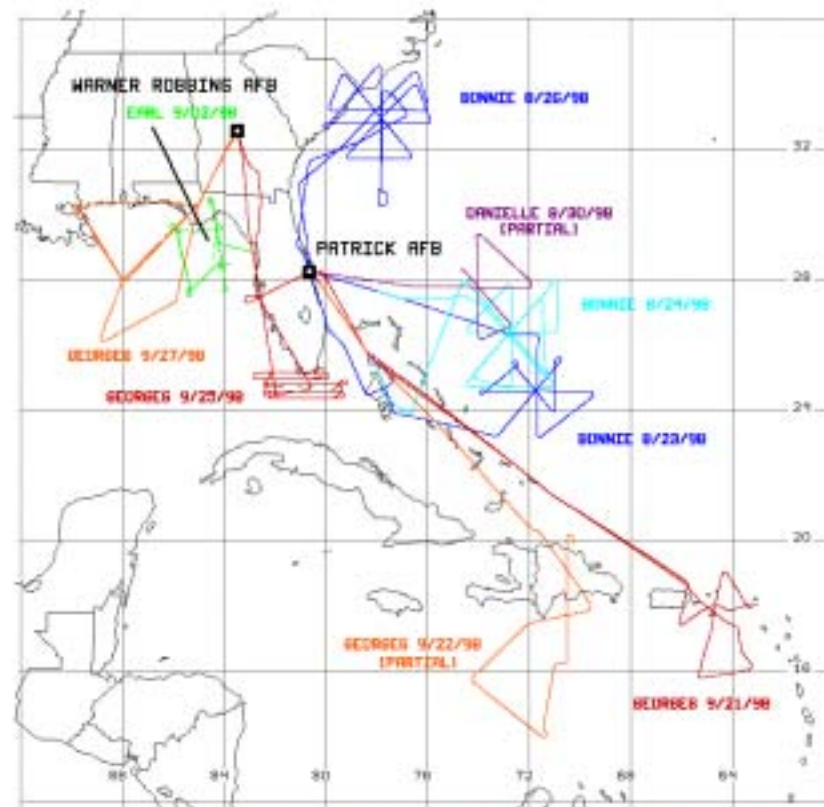 WARNER ROBBING AFB
EARL 9/02/98
BONNIE 8/26/98
32
DANIELLE 8/30/98
(PARTIAL)
PATRICK AFB
28
BONNIE 8/24/98
GEORGES 9/27/98
GEORGES 9/25/98
24
BONNIE 8/23/98
20
GEORGES 9/22/98
(PARTIAL)
16
GEORGES 9/21/98
88 84 80 76 72 68 64